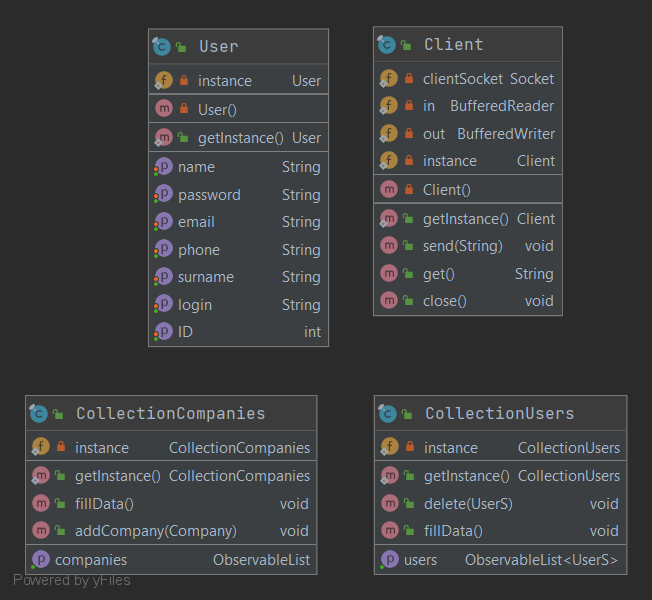 User
instance User
User()
getInstance() User
name String
password String
email String
phone String
surname String
login String
ID int
Client
clientSocket Socket
in BufferedReader
out BufferedWriter
instance Client
Client()
getInstance() Client
send(String) void
get() String
close() void
CollectionCompanies
instance CollectionCompanies
getInstance() CollectionCompanies
fillData() void
addCompany(Company) void
companies ObservableList
CollectionUsers
instance CollectionUsers
getInstance() CollectionUsers
delete(UserS) void
fillData() void
users ObservableList<UserS>
Powered by yFiles